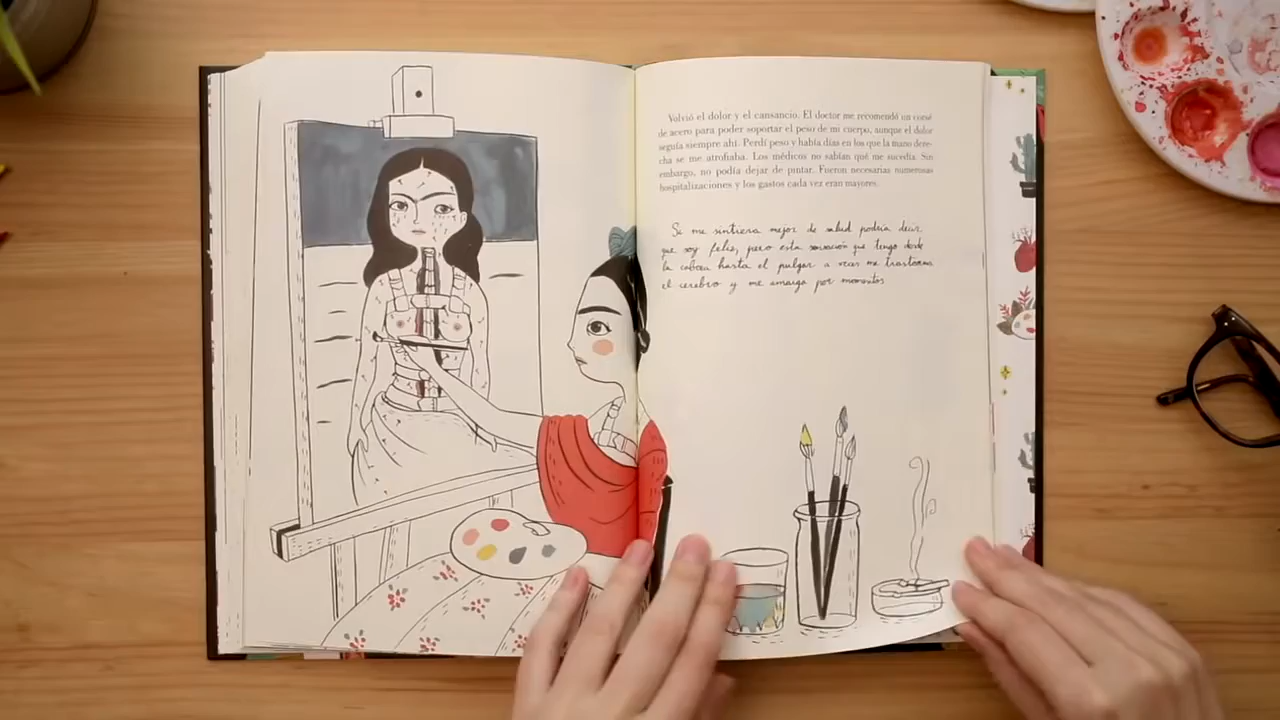 Volvió el dolor y el cansancio. El doctor me recomendó un corsé
de acero para poder soportar el peso de mi cuerpo, aunque el dolor
seguía siempre ahí. Perdí peso y había días en los que la mano dere-
cha se me atrofiaba. Los médicos no sabían qué me sucedía. Sin
embargo, no podía dejar de pintar. Fueron necesarias numerosas
hospitalizaciones y los gastos cada vez eran mayores.
Si me sintiera mejor de salud podría decir
que soy feliz, pero esta sensación que tengo desde
la cabeza hasta el pulgar a veces me trastorna
el cerebro y me amarga por momentos